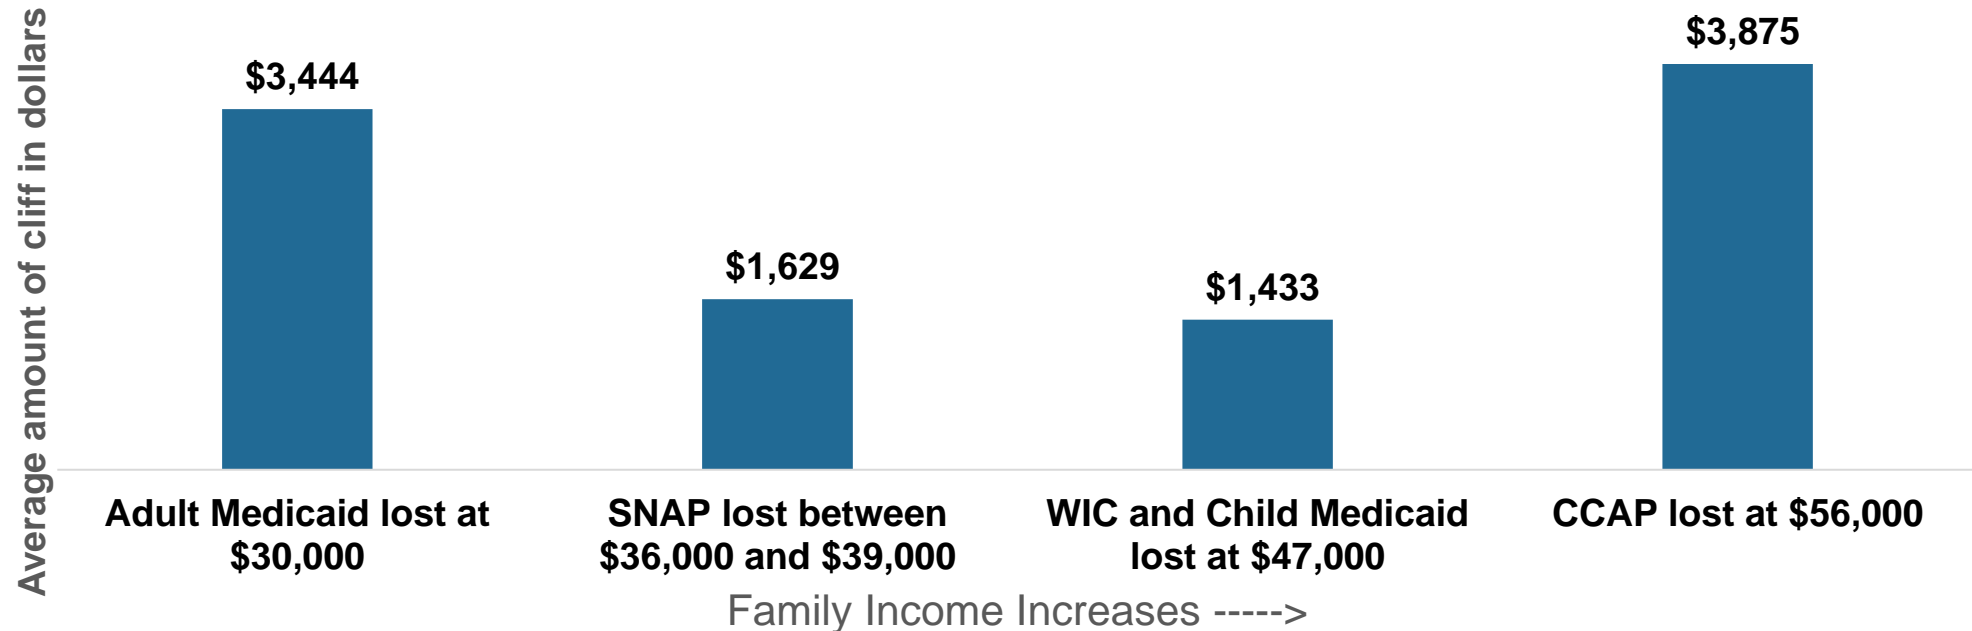 Average amount of cliff in dollars
$3,444
$1,629
$1,433
$3,875
Adult Medicaid lost at
$30,000
SNAP lost between
$36,000 and $39,000
WIC and Child Medicaid
lost at $47,000
CCAP lost at $56,000
Family Income Increases ----->